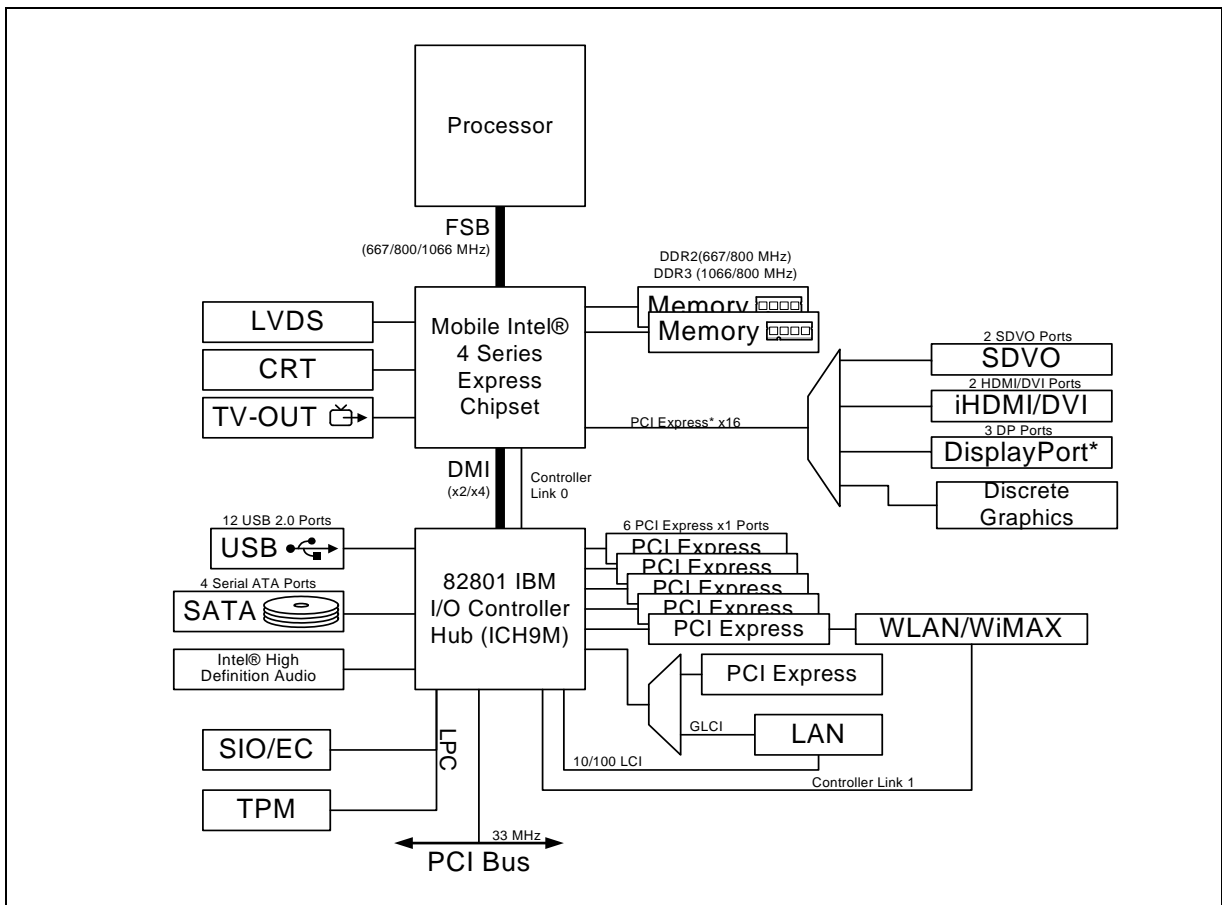 Processor
FSB
(667/800/1066 MHz)
DDR2(667/800 MHz)
DDR3 (1066/800 MHz)
Memory
Memory
LVDS
CRT
TV-OUT
Mobile Intel®
4 Series
Express
Chipset
PCI Express* x16
2 SDVO Ports
SDVO
2 HDMI/DVI Ports
iHDMI/DVI
3 DP Ports
DisplayPort*
Discrete
Graphics
DMI
(x2/x4)
Controller
Link 0
12 USB 2.0 Ports
USB
4 Serial ATA Ports
SATA
Intel® High
Definition Audio
82801 IBM
I/O Controller
Hub (ICH9M)
6 PCI Express x1 Ports
PCI Express
PCI Express
PCI Express
PCI Express
PCI Express
WLAN/WiMAX
PCI Express
GLCI
LAN
10/100 LCI
Controller Link 1
SIO/EC
LPC
TPM
33 MHz
PCI Bus